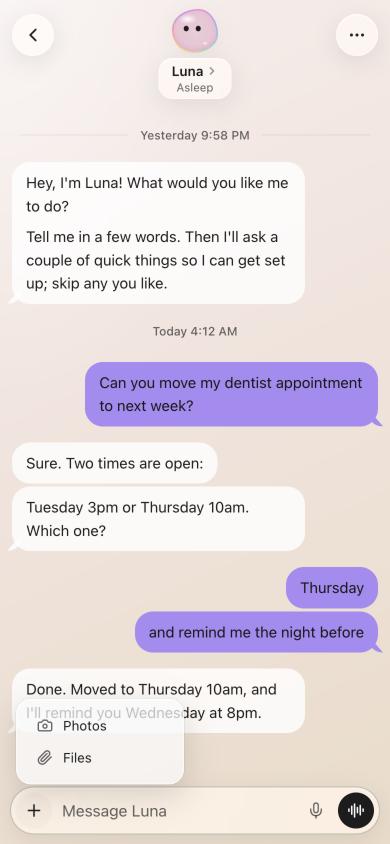 Luna
Asleep
Yesterday 9:58 PM
Hey, I'm Luna! What would you like me
to do?
Tell me in a few words. Then I'll ask a
couple of quick things so I can get set
up; skip any you like.
Today 4:12 AM
Can you move my dentist appointment
to next week?
Sure. Two times are open:
Tuesday 3pm or Thursday 10am.
Which one?
Thursday
and remind me the night before
Done. Moved to Thursday 10am, and
I'll remind you Wednesday at 8pm.
Photos
Files
Message Luna